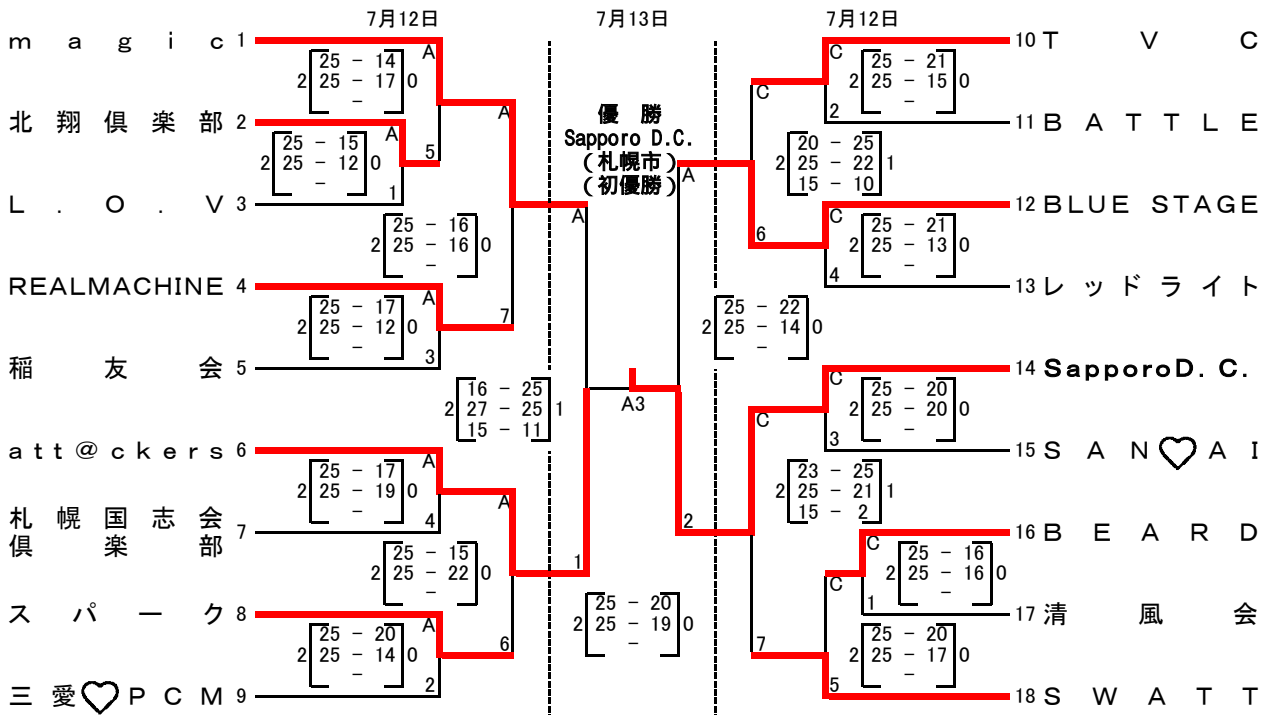 7月12日 7月13日 7月12日
magic 1
A
25 - 14
2 25 - 17 0
-
北翔倶楽部 2
A
25 - 15
2 25 - 12 0
-
1
5
L.O.V 3
A
25 - 16
2 25 - 16 0
-
7
REALMACHINE 4
A
25 - 17
2 25 - 12 0
-
3
稲友会 5
A
16 - 25
2 27 - 25 1
15 - 11
1
att@ckers 6
A
25 - 17
2 25 - 19 0
-
4
札幌国志会
倶楽部 7
A
25 - 15
2 25 - 22 0
-
6
スパーク 8
A
25 - 20
2 25 - 14 0
-
2
三愛♡PCM 9
優勝
Sapporo D.C.
(札幌市)
(初優勝)
A3
25 - 20
2 25 - 19 0
-
10 TVC
C
25 - 21
2 25 - 15 0
-
2
11 BATTLE
C
20 - 25
2 25 - 22 1
15 - 10
6
12 BLUE STAGE
C
25 - 21
2 25 - 13 0
-
4
13 レッドライト
A
25 - 22
2 25 - 14 0
-
2
14 SapporoD.C.
C
25 - 20
2 25 - 20 0
-
3
15 SAN♡AI
C
23 - 25
2 25 - 21 1
15 - 2
7
16 BEARD
C
25 - 16
2 25 - 16 0
-
1
17 清風会
C
25 - 20
2 25 - 17 0
-
5
18 SWATT